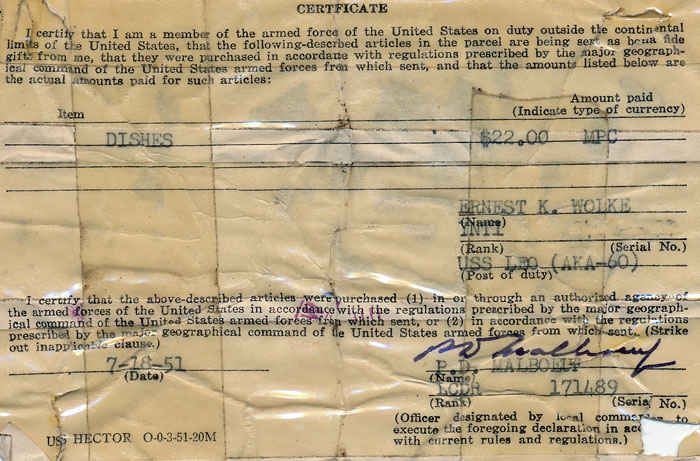 CERTFICATE
I certify that I am a member of the armed force of the United States on duty outside the continental
limits of the United States, that the following-descrbed articles in the parcel are being sent as bona fide
gifts from me, that they were purchased in accordane with regulations prescribed by the major geograph-
ical command of the United States armed forces frɔn which sent, and that the amounts listed below are
the actual amounts paid for such articles:
Item
Amount paid
(Indicate type of currency)
DISHES $22.00 MPC
ERNEST K. WOLKE
(Name)
(Rank) (Serial No.)
USS LEO (AKA-60)
(Post of duty)
I certify that the above-described articles were purchased (1) in or through an authorized agency of
the armed forces of the United States in accordance with the regulations prescribed by the major geograph-
ical command of the United States armed forces from which sent, or (2) in accordance with the regulations
prescribed by the major geographical command of the United States armed forces from which sent. (Strike
out inapplicable clause.)
7-18-51
(Date)
P.D. MALBOEUF
(Name)
LCDR 171489
(Rank) (Serial No.)
(Officer designated by local command to
execute the foregoing declaration in acc
with current rules and regulations.)
US HECTOR O-0-3-51-20M